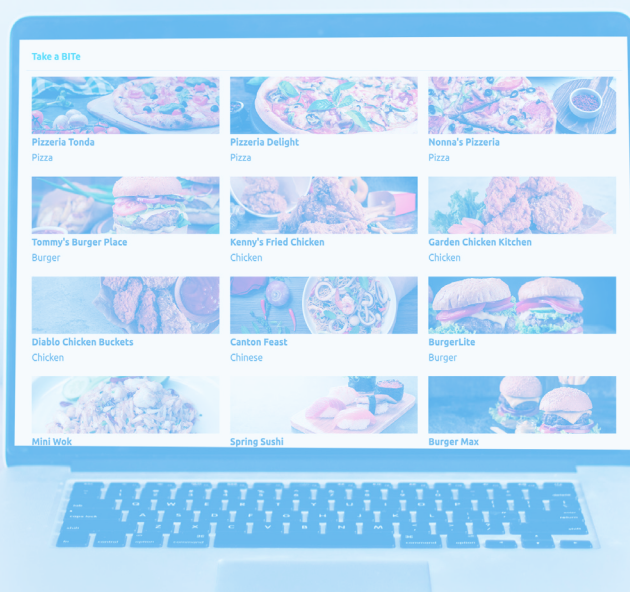 Take a BITe
Pizzeria Tonda
Pizza
Pizzeria Delight
Pizza
Nonna's Pizzeria
Pizza
Tommy's Burger Place
Burger
Kenny's Fried Chicken
Chicken
Garden Chicken Kitchen
Chicken
Diablo Chicken Buckets
Chicken
Canton Feast
Chinese
BurgerLite
Burger
Mini Wok
Spring Sushi
Burger Max